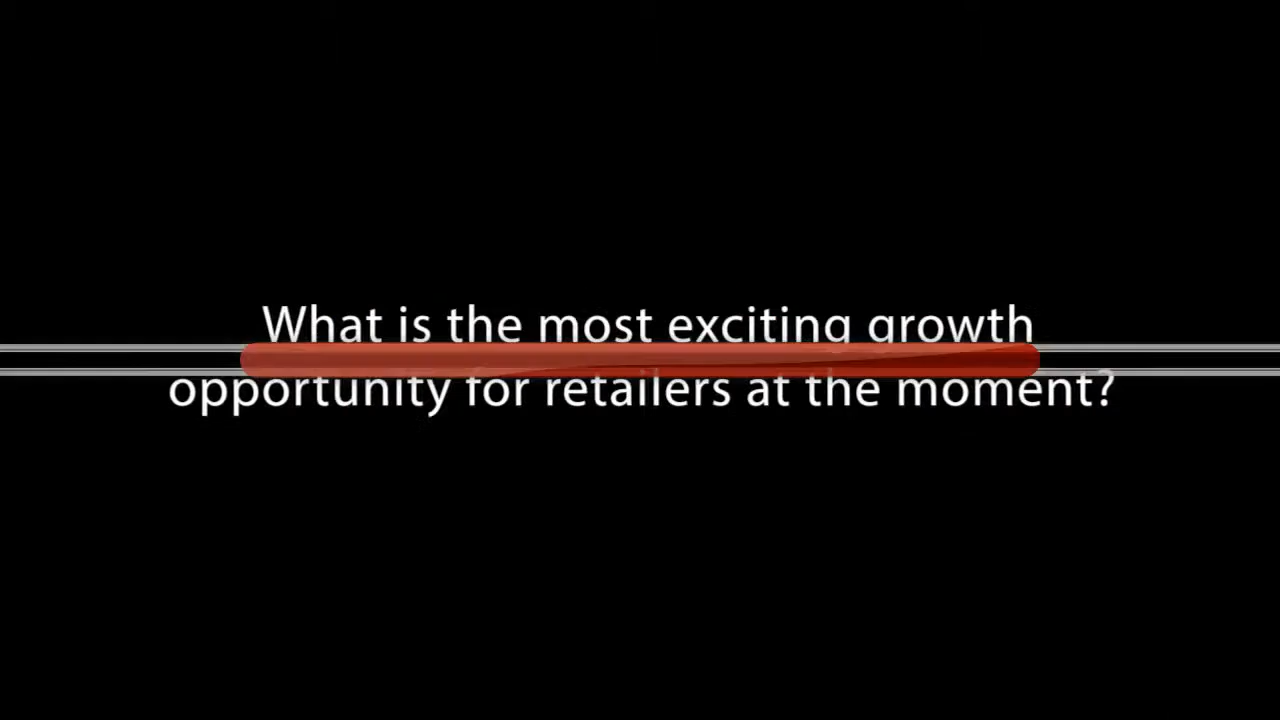 What is the most exciting growth
opportunity for retailers at the moment?